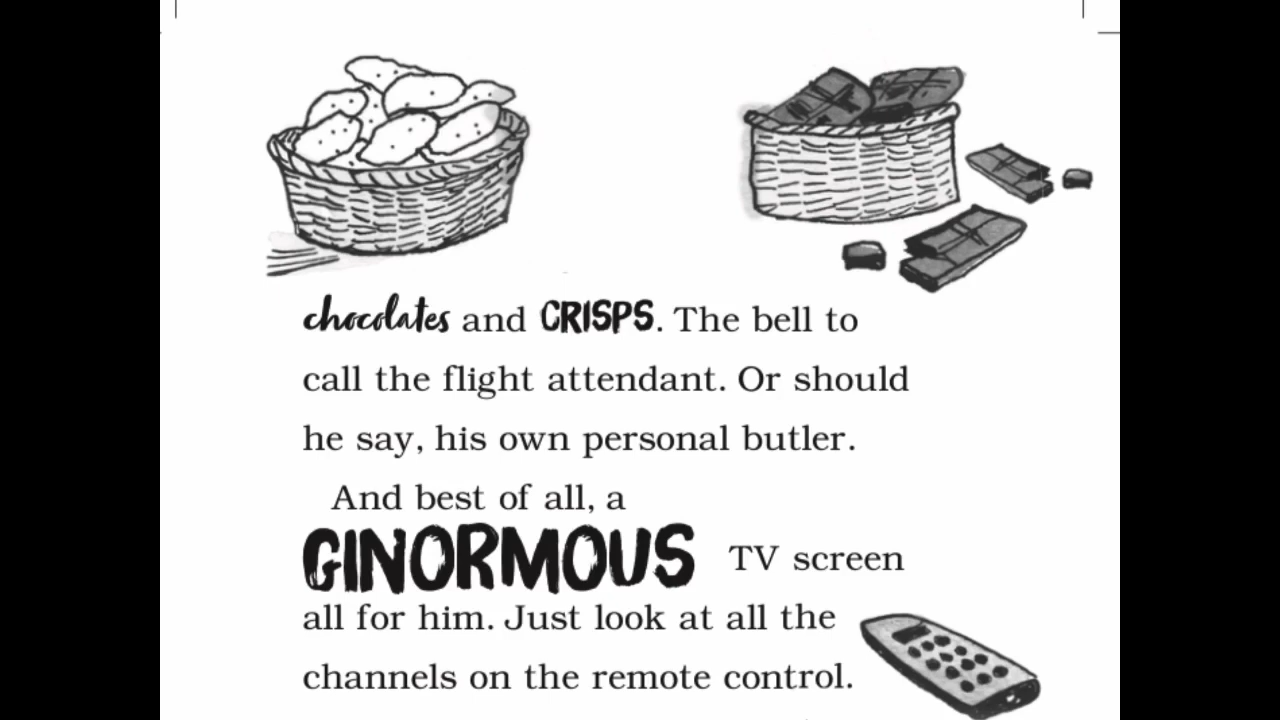 chocolates and CRISPS. The bell to
call the flight attendant. Or should
he say, his own personal butler.
And best of all, a
GINORMOUS TV screen
all for him. Just look at all the
channels on the remote control.